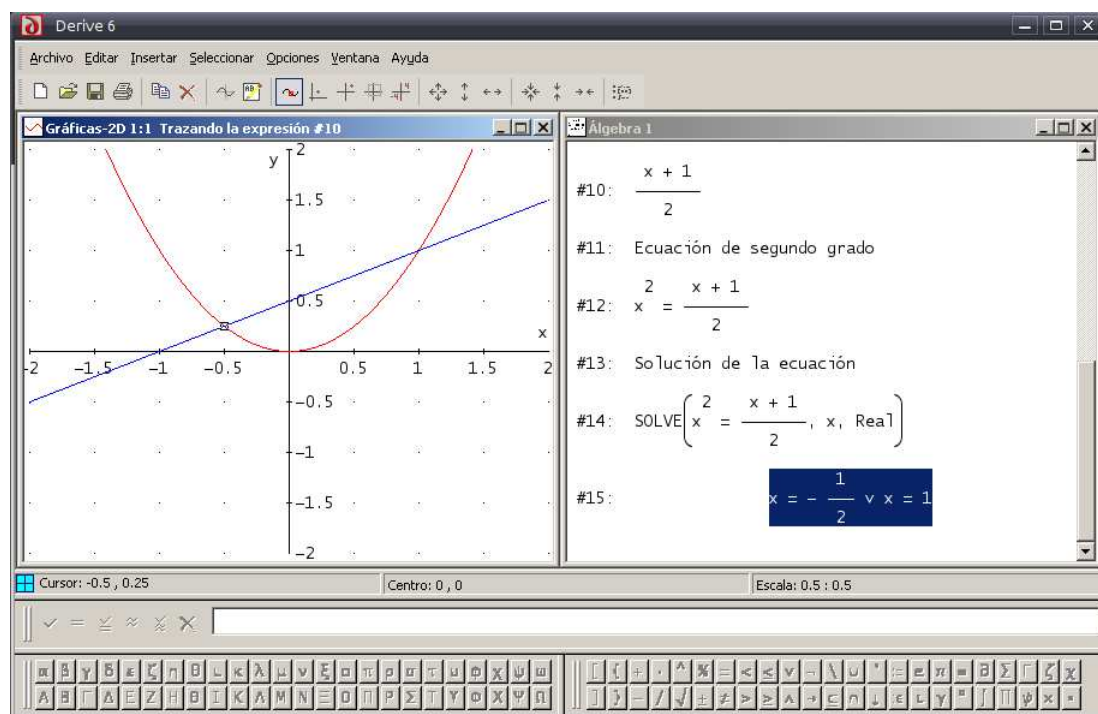 Derive 6
Archivo Editar Insertar Seleccionar Opciones Ventana Ayuda
Gráficas-2D 1:1 Trazando la expresión #10
y
2
1.5
1
0.5
x
-2 -1.5 -1 -0.5 0.5 1 1.5 2
-0.5
-1
-1.5
-2
Álgebra 1
#10: x + 1
2
#11: Ecuación de segundo grado
2 x + 1
#12: x =
2
#13: Solución de la ecuación
2 x + 1
#14: SOLVE(x = , x, Real)
2
1
#15: x = - v x = 1
2
Cursor: -0.5 , 0.25 Centro: 0 , 0 Escala: 0.5 : 0.5